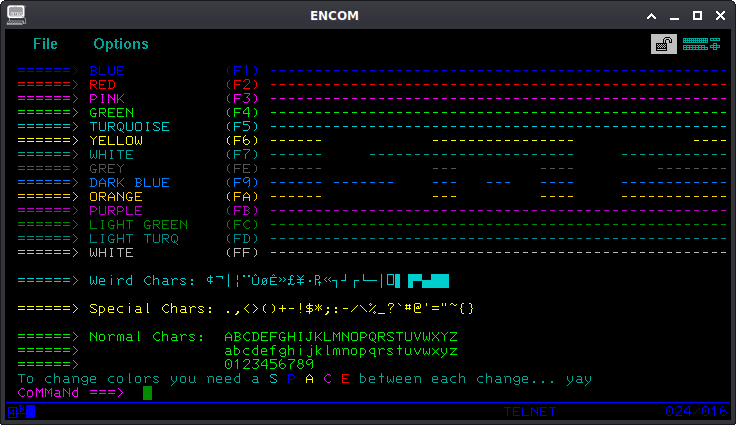 ENCOM
File Options
======> BLUE (F1) ---------------------------------------------------
======> RED (F2) ---------------------------------------------------
======> PINK (F3) ---------------------------------------------------
======> GREEN (F4) ---------------------------------------------------
======> TURQUOISE (F5) ---------------------------------------------------
======> YELLOW (F6) ------ ---------------- ----
======> WHITE (F7) ------ ---------------- ------------
======> GREY (FE) ------ --- --------
======> DARK BLUE (F9) ------ ------- --- --- ------------
======> ORANGE (FA) ------ --- ------------
======> PURPLE (FB) ---------------------------------------------------
======> LIGHT GREEN (FC) ---------------------------------------------------
======> LIGHT TURQ (FD) ---------------------------------------------------
======> WHITE (FF) ---------------------------------------------------
======> Weird Chars:
======> Special Chars: .,<>()+-!$*;:-/\%_?`#@'="~{}
======> Normal Chars: ABCDEFGHIJKLMNOPQRSTUVWXYZ
======> abcdefghijklmnopqrstuvwxyz
======> 0123456789
To change colors you need a S P A C E between each change... yay
CoMMaNd ===>
TELNET 024/016